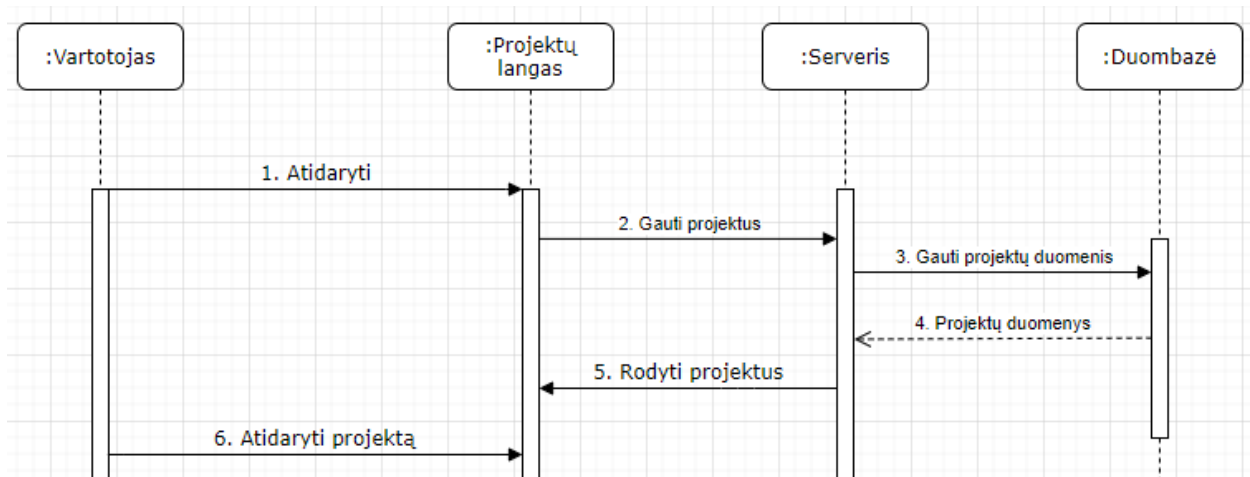 :Vartotojas
:Projektų
langas
:Serveris
:Duombazė
1. Atidaryti
2. Gauti projektus
3. Gauti projektų duomenis
4. Projektų duomenys
5. Rodyti projektus
6. Atidaryti projektą